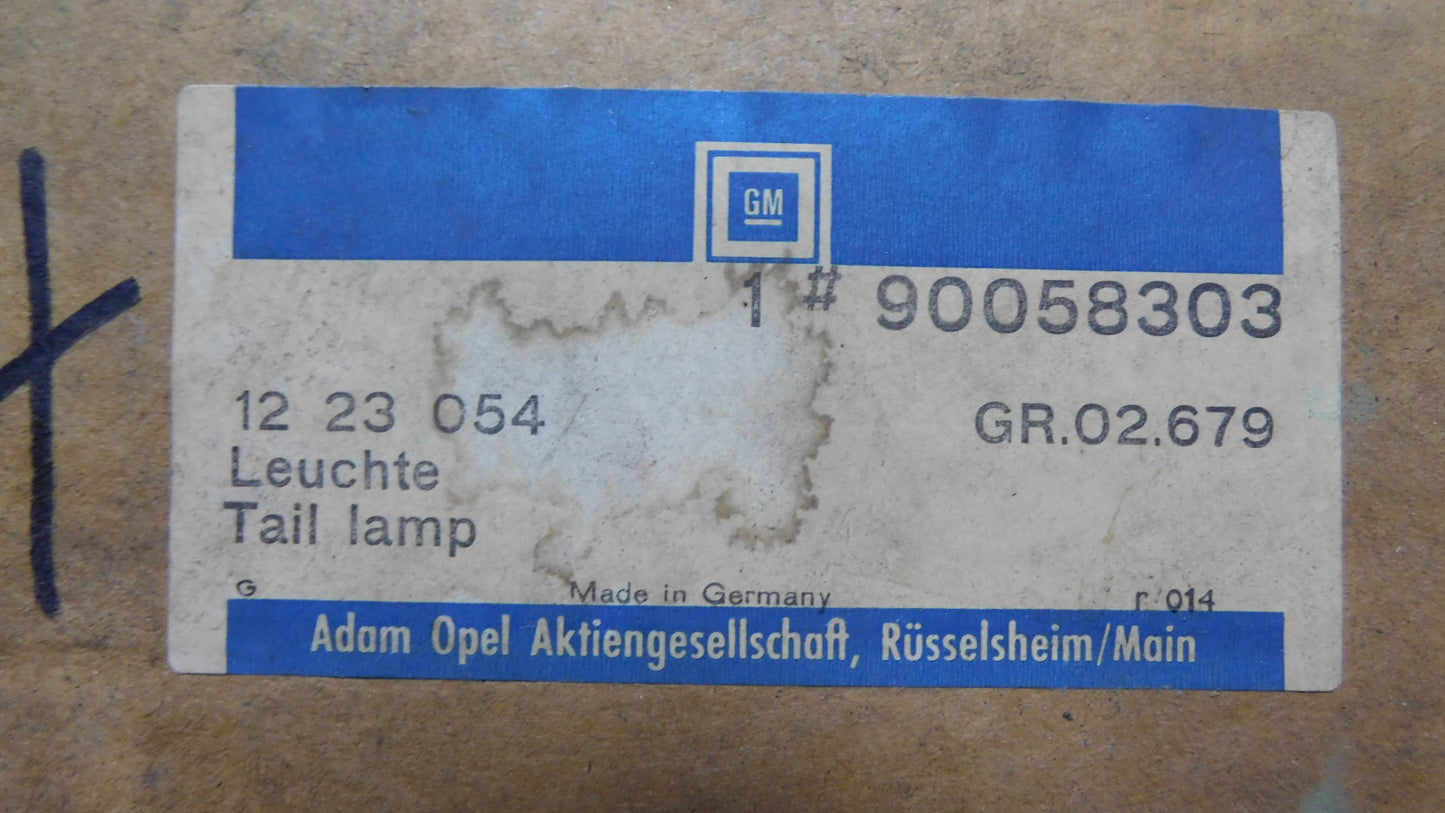 GM
1 # 90058303
12 23 054 GR.02.679
Leuchte
Tail lamp
G Made in Germany r 014
Adam Opel Aktiengesellschaft, Rüsselsheim/Main